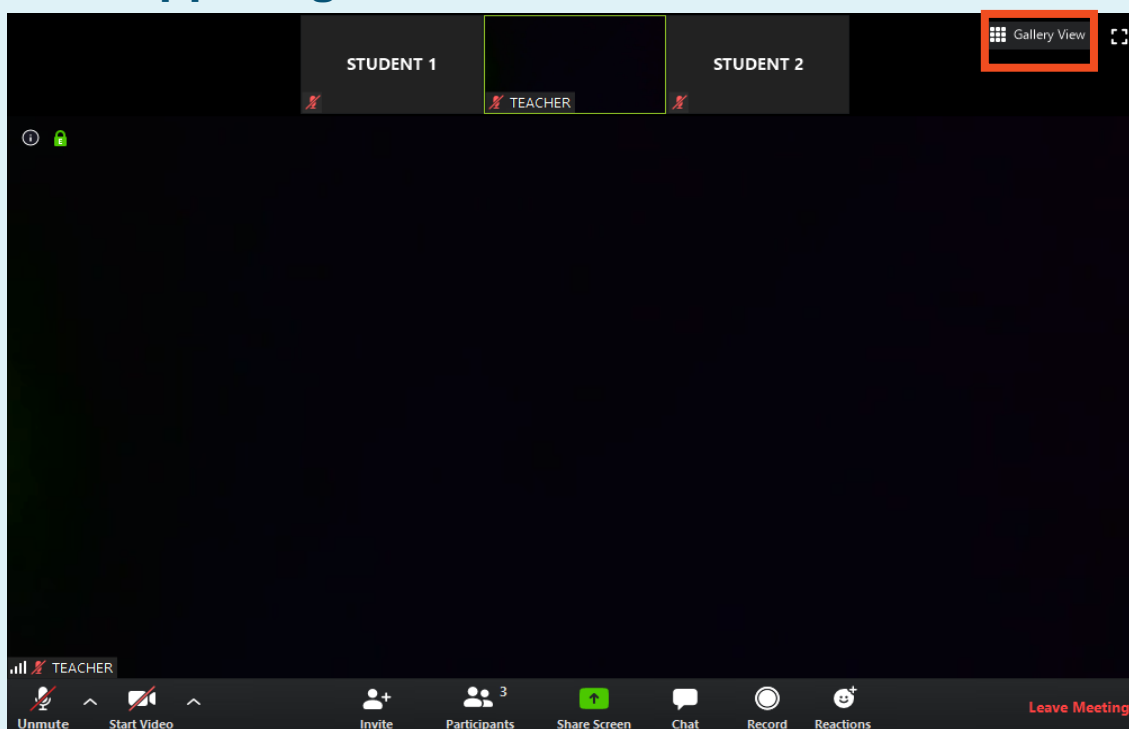 Gallery View
STUDENT 1
STUDENT 2
TEACHER
E
TEACHER
3
Unmute Start Video Invite Participants Share Screen Chat Record Reactions Leave Meeting